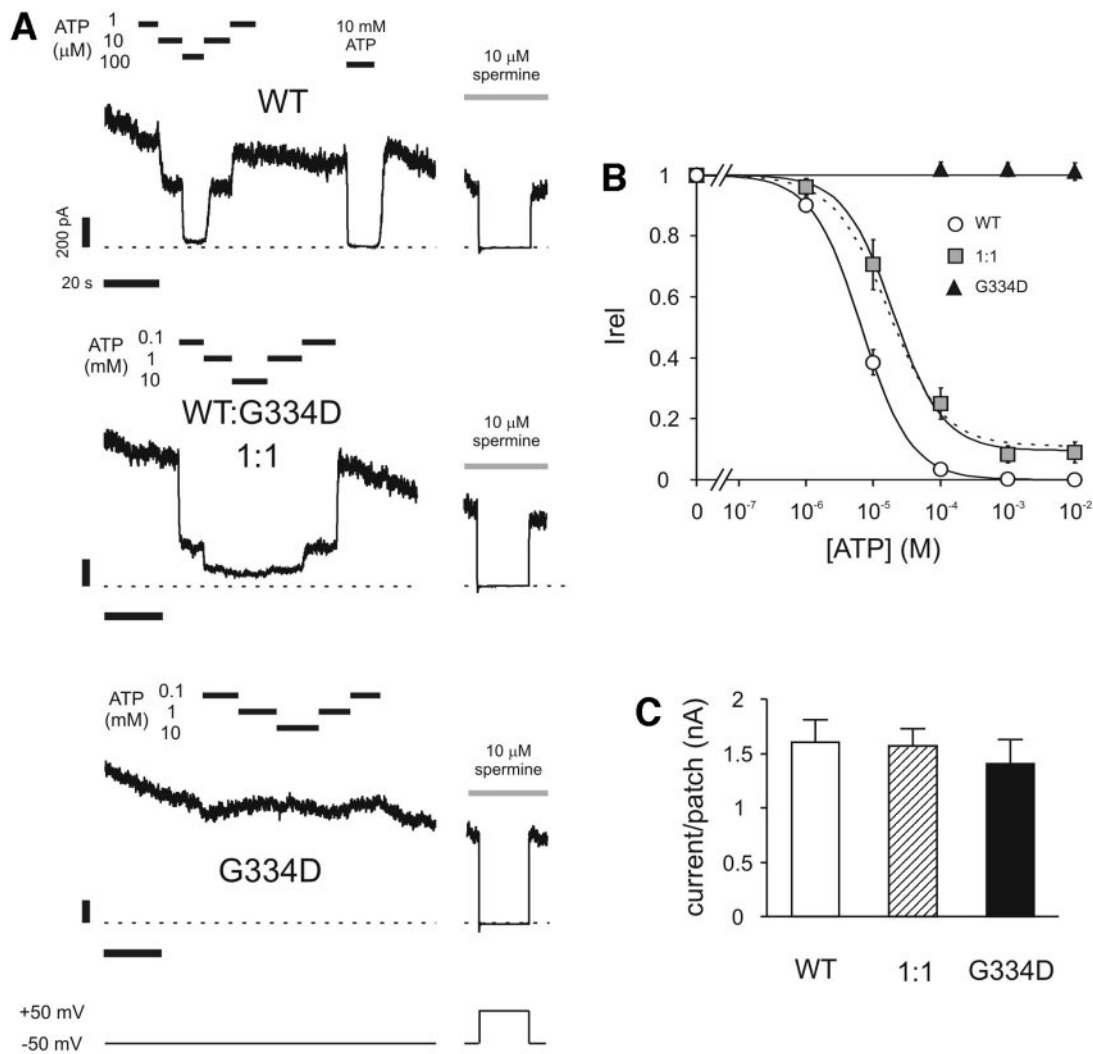 A
ATP
(μM)
1
10
100
10 mM
ATP
10 μM
spermine
WT
200 pA
20 s
ATP
(mM)
0.1
1
10
WT:G334D
1:1
10 μM
spermine
ATP
(mM)
0.1
1
10
10 μM
spermine
G334D
+50 mV
-50 mV
B
Irel
1
0.8
0.6
0.4
0.2
0
WT
1:1
G334D
0
10⁻⁷
10⁻⁶
10⁻⁵
10⁻⁴
10⁻³
10⁻²
[ATP] (M)
C
current/patch (nA)
2
1.5
1
0.5
0
WT
1:1
G334D